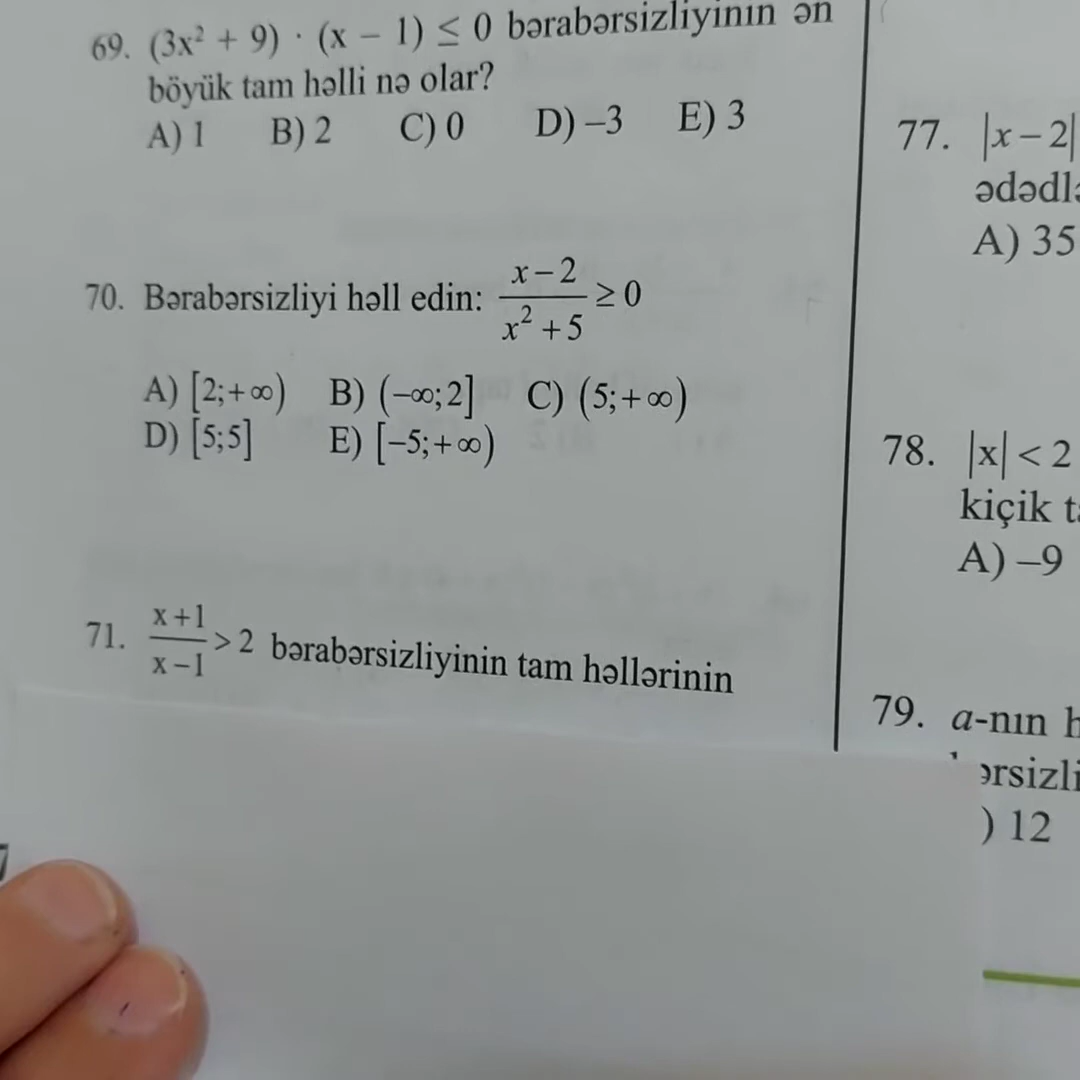 69. (3x² + 9) · (x – 1) ≤ 0 bərabərsizliyinin ən
böyük tam həlli nə olar?
A) 1 B) 2 C) 0 D) –3 E) 3
70. Bərabərsizliyi həll edin: (x – 2)/(x² + 5) ≥ 0
A) [2;+∞) B) (–∞;2] C) (5;+∞)
D) [5;5] E) [–5;+∞)
71. (x+1)/(x–1) > 2 bərabərsizliyinin tam həllərinin
77. |x – 2|
A) 35
78. |x| < 2
kiçik
A) –9
79. a-nın
) 12